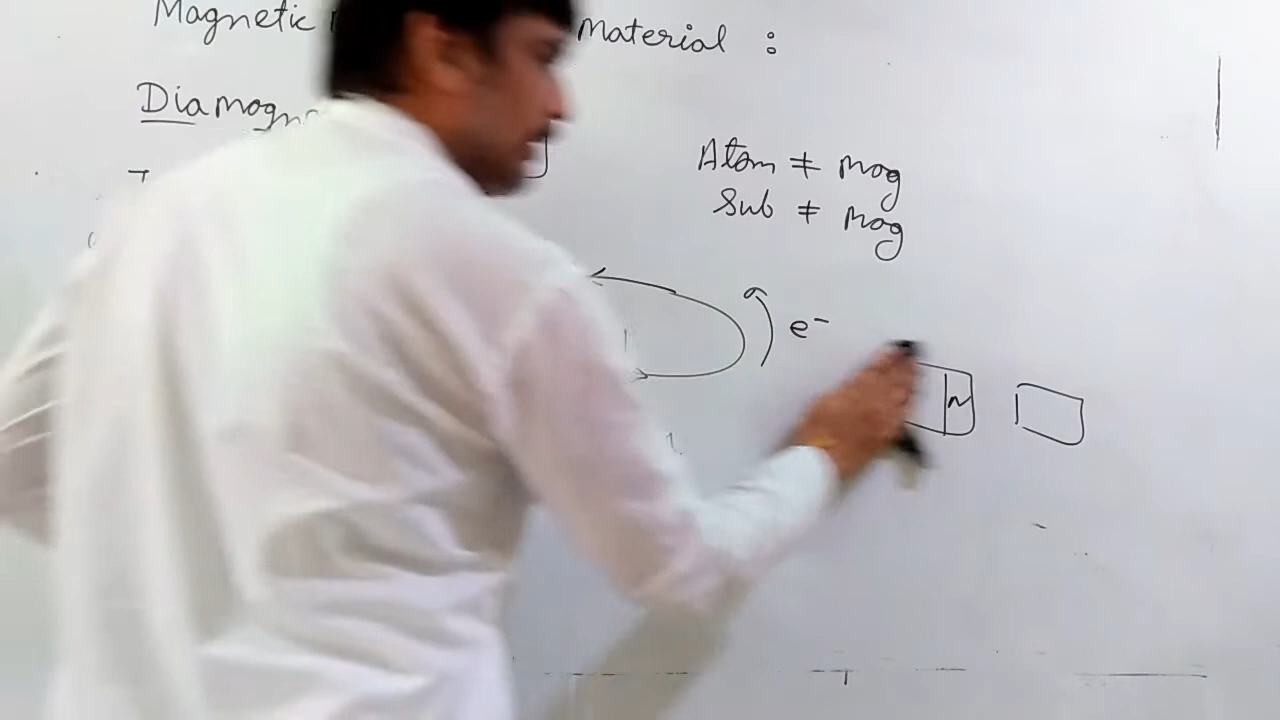 Magnetic Material :
Diamagn
Atom ≠ Mag
Sub ≠ Mag
e⁻
N